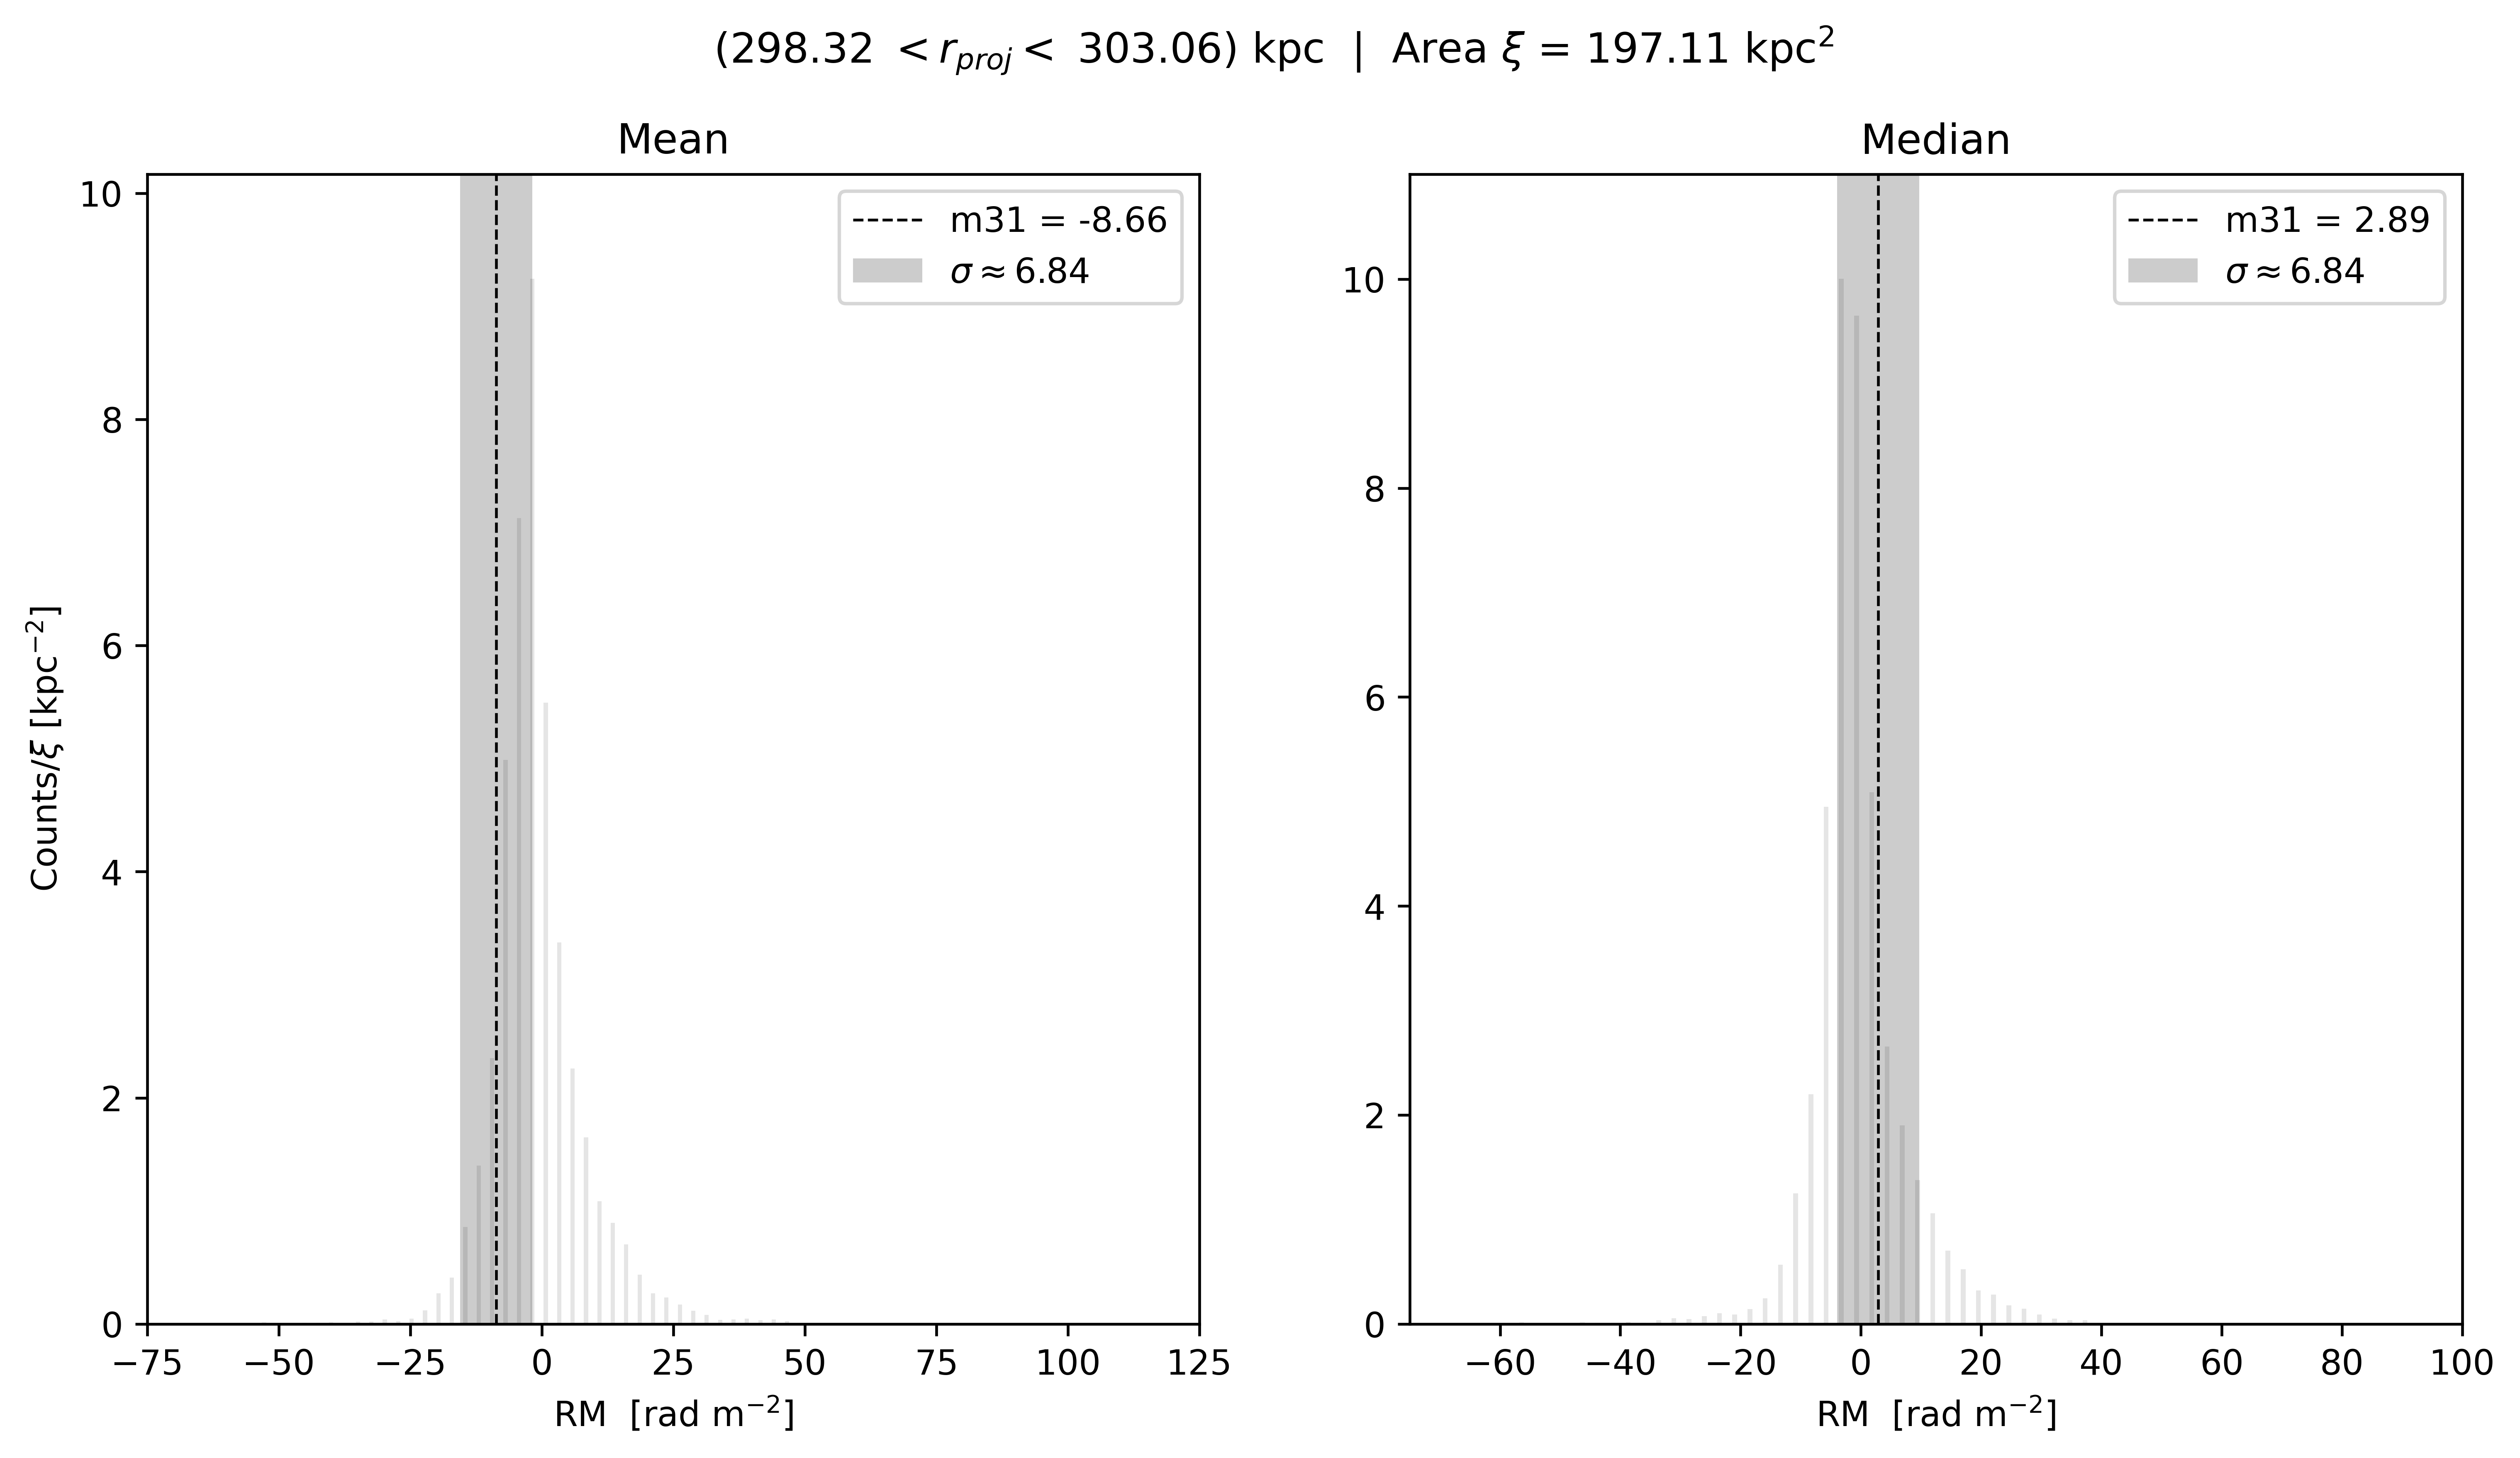 (298.32 < r_proj < 303.06) kpc | Area ξ = 197.11 kpc²
Mean
m31 = -8.66
σ ≈ 6.84
Counts/ξ [kpc⁻²]
10
8
6
4
2
0
−75 −50 −25 0 25 50 75 100 125
RM [rad m⁻²]
Median
m31 = 2.89
σ ≈ 6.84
10
8
6
4
2
0
−60 −40 −20 0 20 40 60 80 100
RM [rad m⁻²]